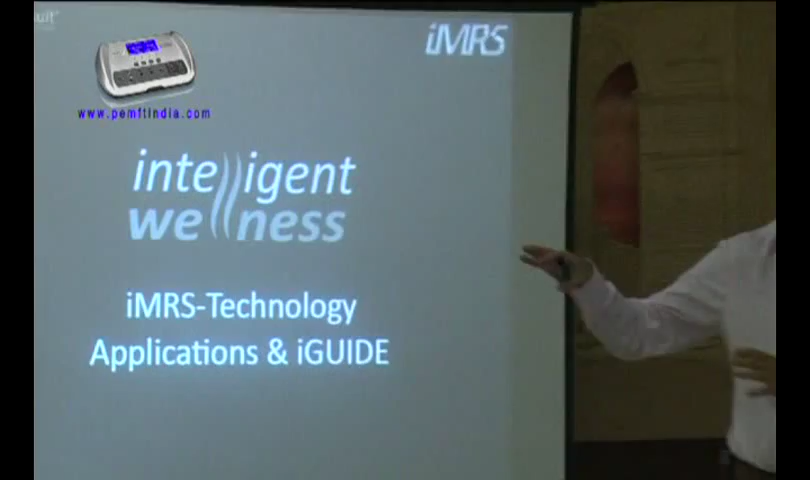 iMRS
www.pemftindia.com
intelligent
wellness
iMRS-Technology
Applications & iGUIDE